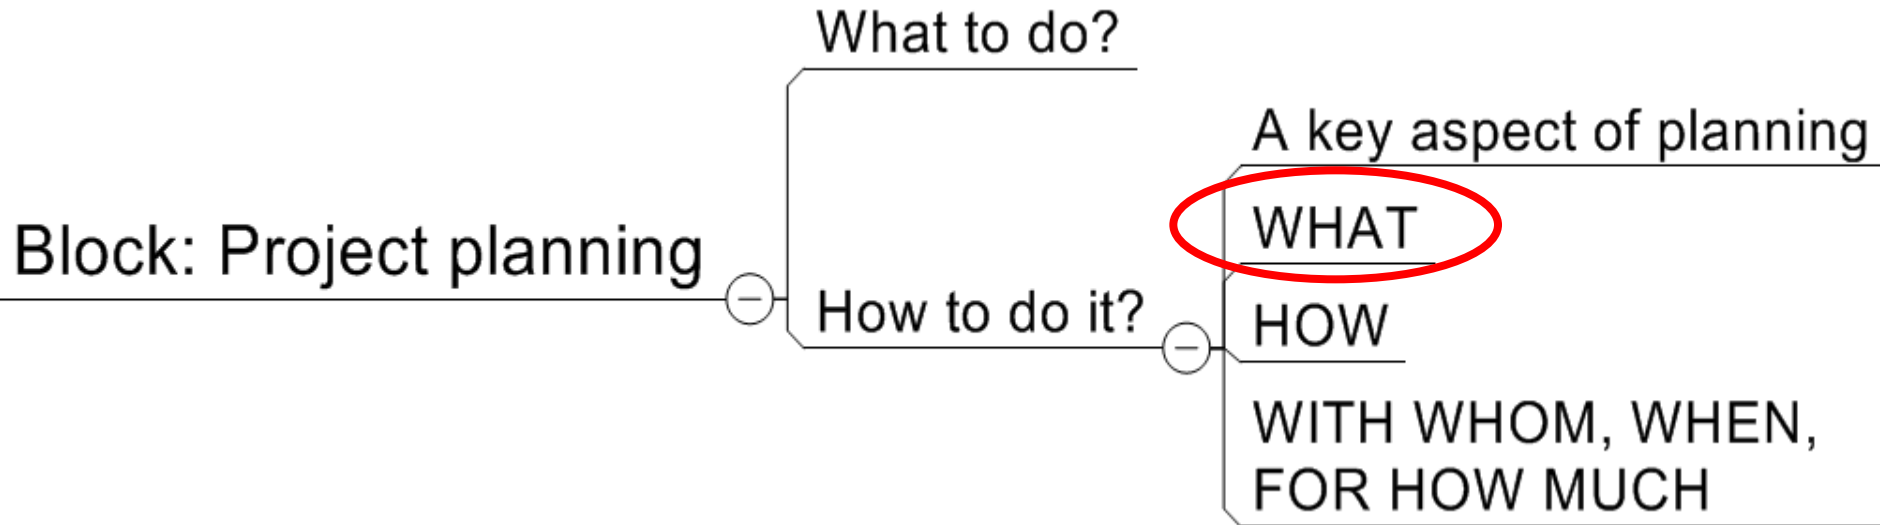 What to do?
A key aspect of planning
WHAT
Block: Project planning
How to do it?
HOW
WITH WHOM, WHEN,
FOR HOW MUCH